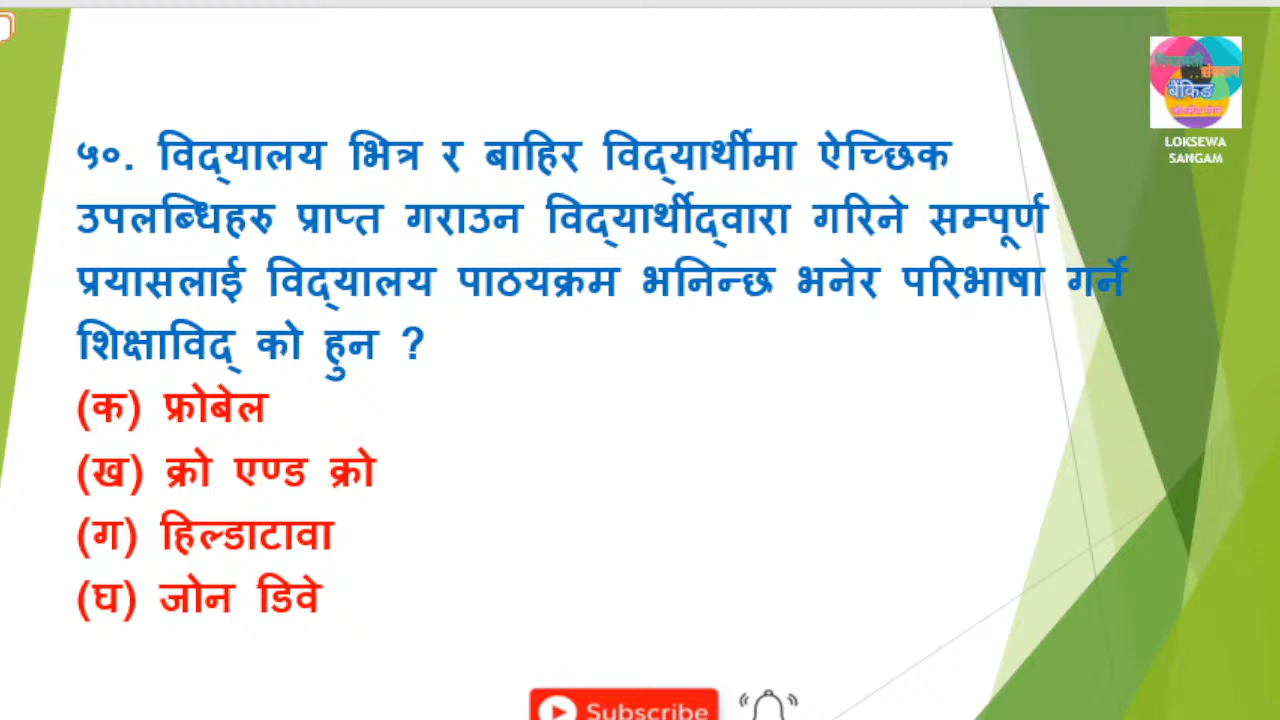 LOKSEWA
SANGAM
५०. विद्यालय भित्र र बाहिर विद्यार्थीमा ऐच्छिक
उपलब्धिहरु प्राप्त गराउन विद्यार्थीद्वारा गरिने सम्पूर्ण
प्रयासलाई विद्यालय पाठयक्रम भनिन्छ भनेर परिभाषा गर्ने
शिक्षाविद् को हुन ?
(क) फ्रोबेल
(ख) क्रो एण्ड क्रो
(ग) हिल्डाटावा
(घ) जोन डिवे
Subscribe